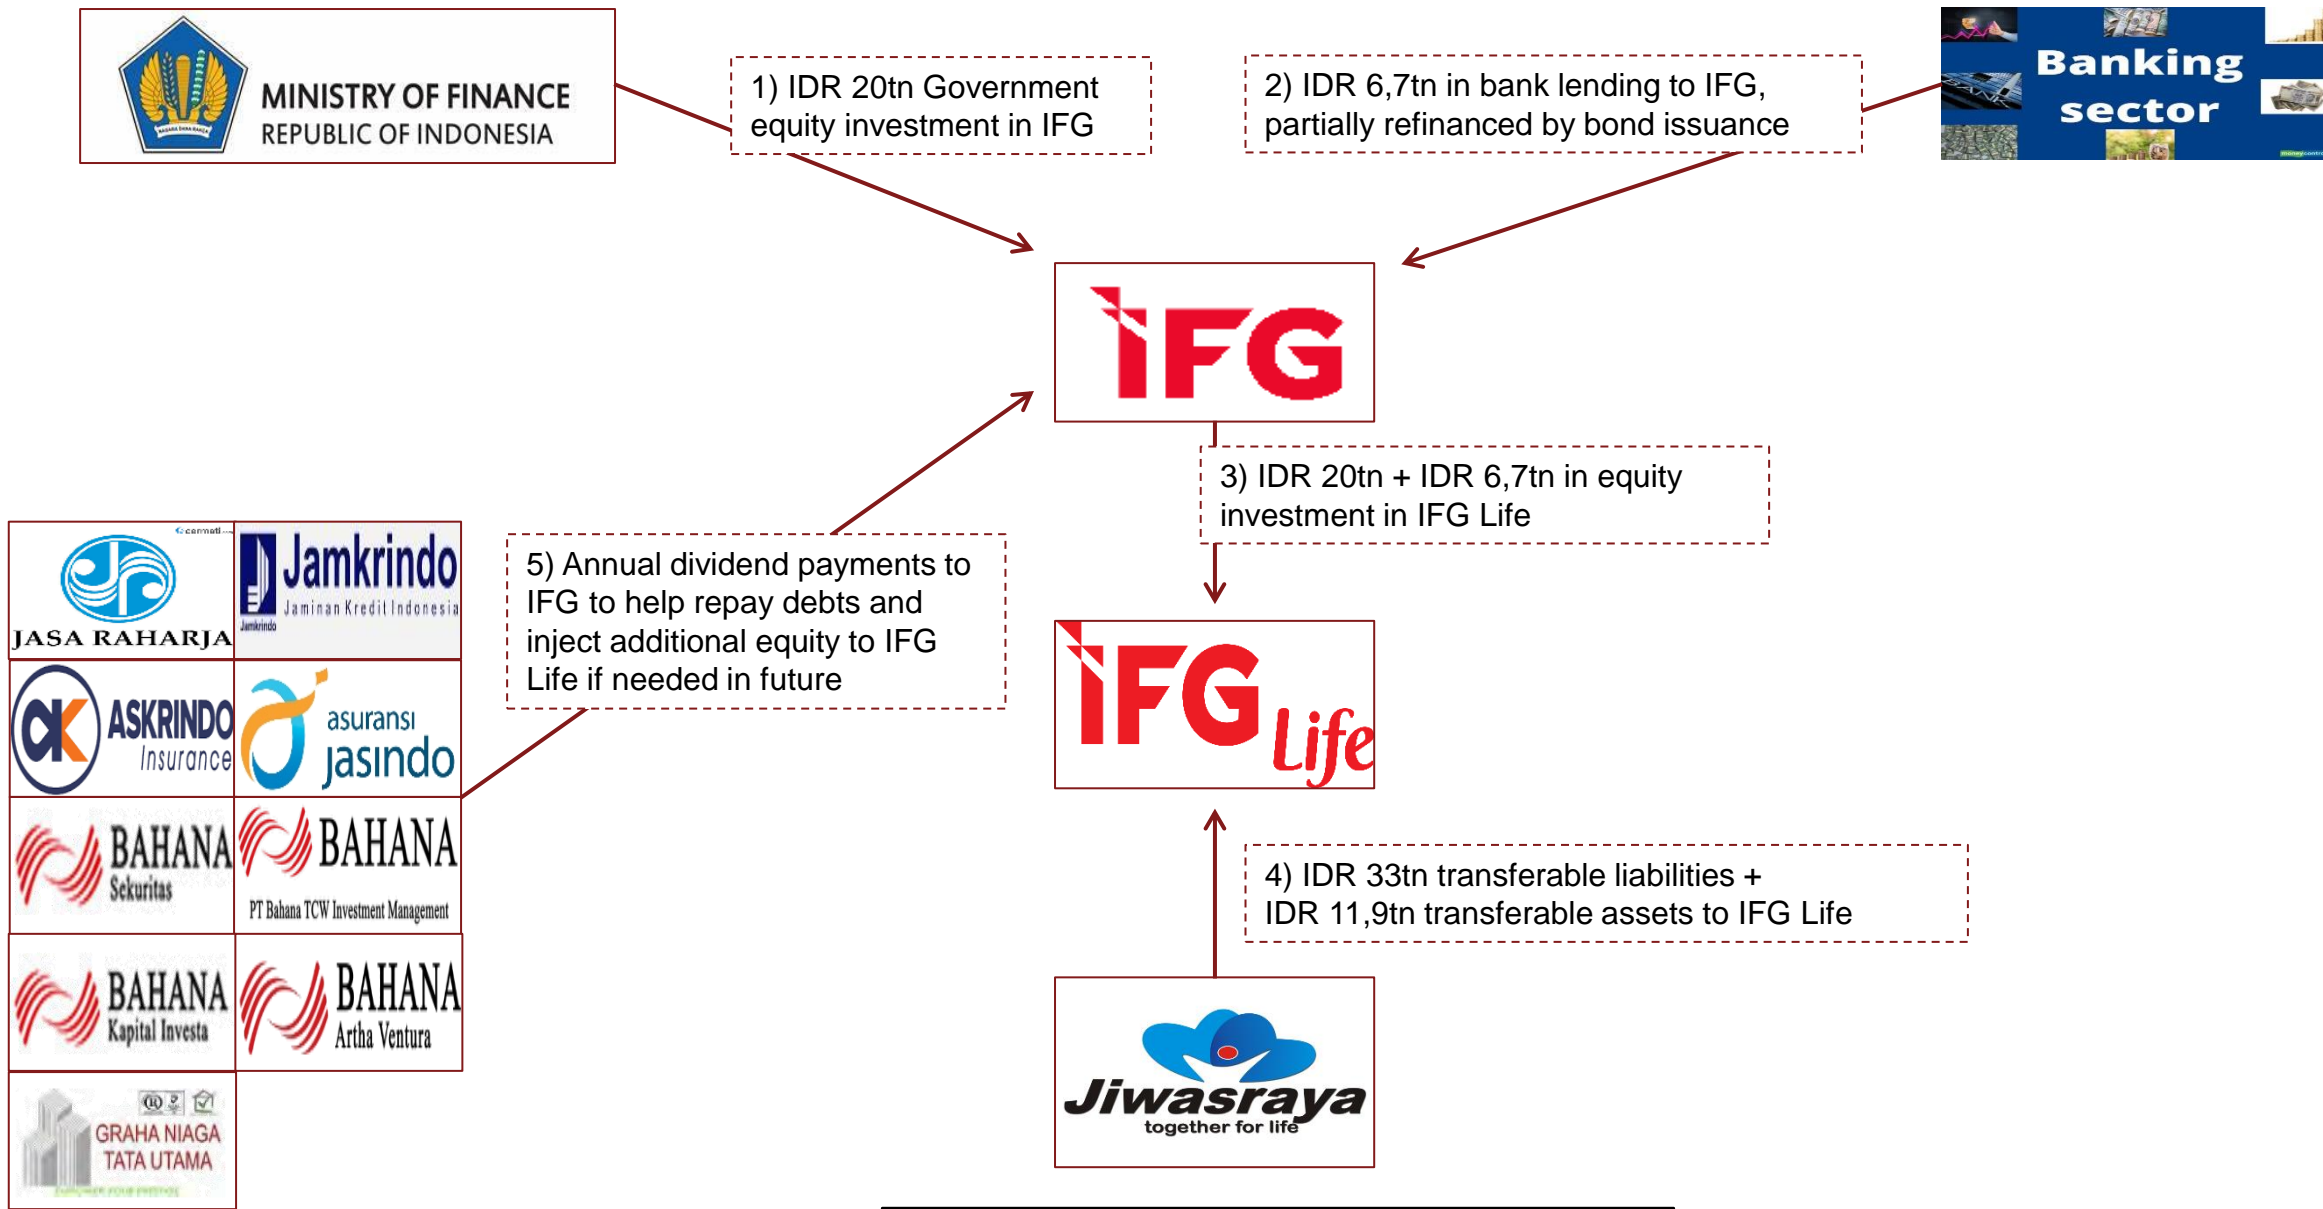 MINISTRY OF FINANCE
REPUBLIC OF INDONESIA
1) IDR 20tn Government
equity investment in IFG
2) IDR 6,7tn in bank lending to IFG,
partially refinanced by bond issuance
Banking
sector
IFG
3) IDR 20tn + IDR 6,7tn in equity
investment in IFG Life
5) Annual dividend payments to
IFG to help repay debts and
inject additional equity to IFG
Life if needed in future
cermati
JASA RAHARJA
Jamkrindo
Jaminan Kredit Indonesia
Jamkrindo
ASKRINDO
Insurance
asuransi
jasindo
BAHANA
Sekuritas
BAHANA
PT Bahana TCW Investment Management
BAHANA
Kapital Investa
BAHANA
Artha Ventura
GRAHA NIAGA
TATA UTAMA
IFG
Life
4) IDR 33tn transferable liabilities +
IDR 11,9tn transferable assets to IFG Life
Jiwasraya
together for life